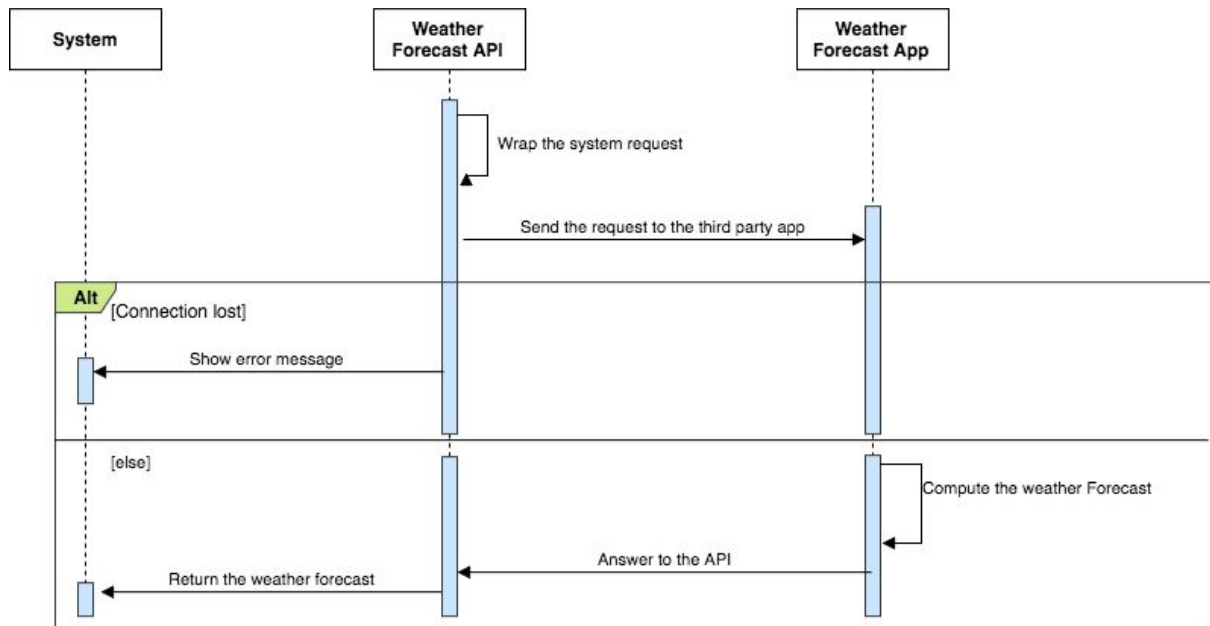 System
Weather
Forecast API
Weather
Forecast App
Wrap the system request
Send the request to the third party app
Alt
[Connection lost]
Show error message
[else]
Compute the weather Forecast
Answer to the API
Return the weather forecast